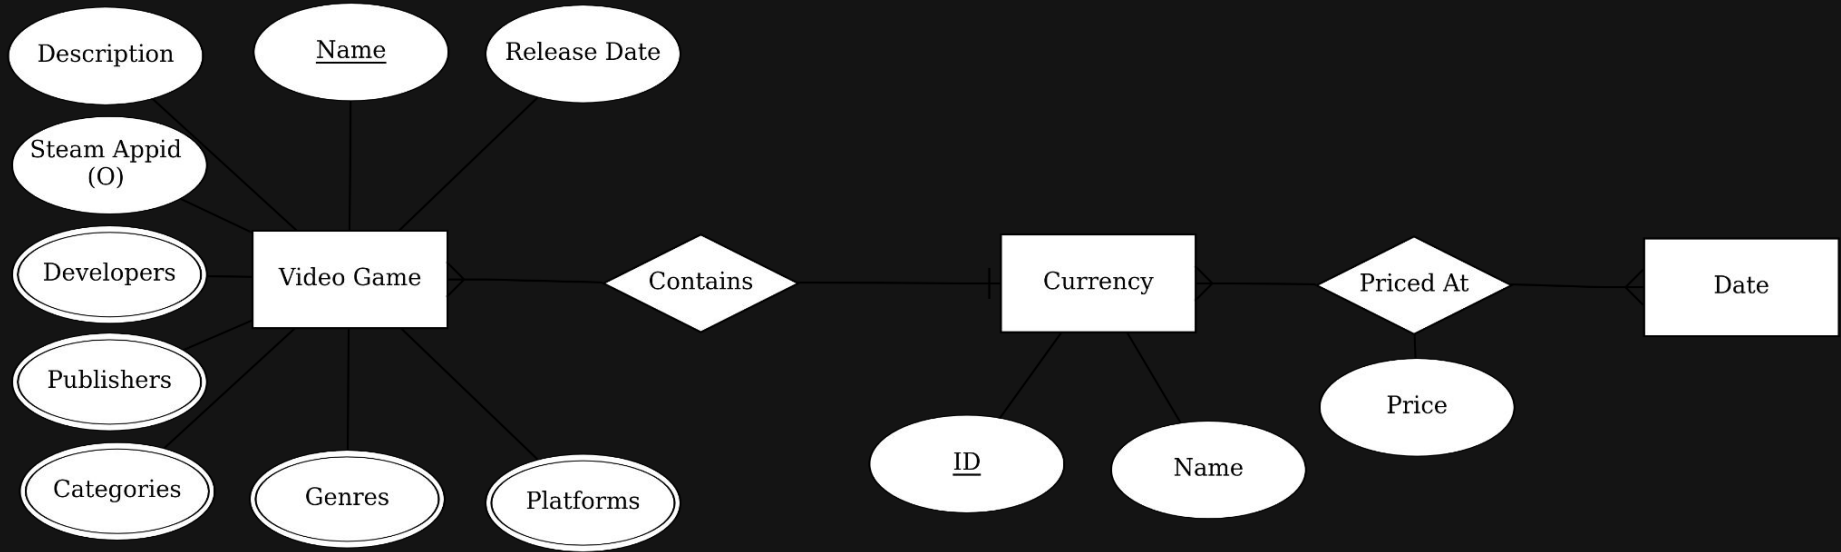 Description
Name
Release Date
Steam Appid
(O)
Developers
Video Game
Contains
Currency
Priced At
Date
Publishers
Price
Categories
Genres
Platforms
ID
Name